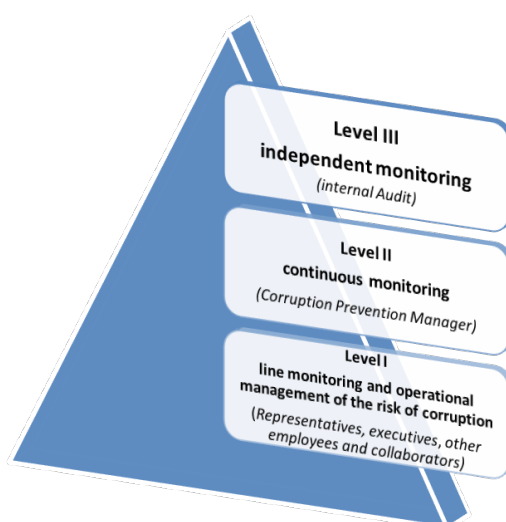 Level III
independent monitoring
(internal Audit)
Level II
continuous monitoring
(Corruption Prevention Manager)
Level I
line monitoring and operational
management of the risk of corruption
(Representatives, executives, other
employees and collaborators)